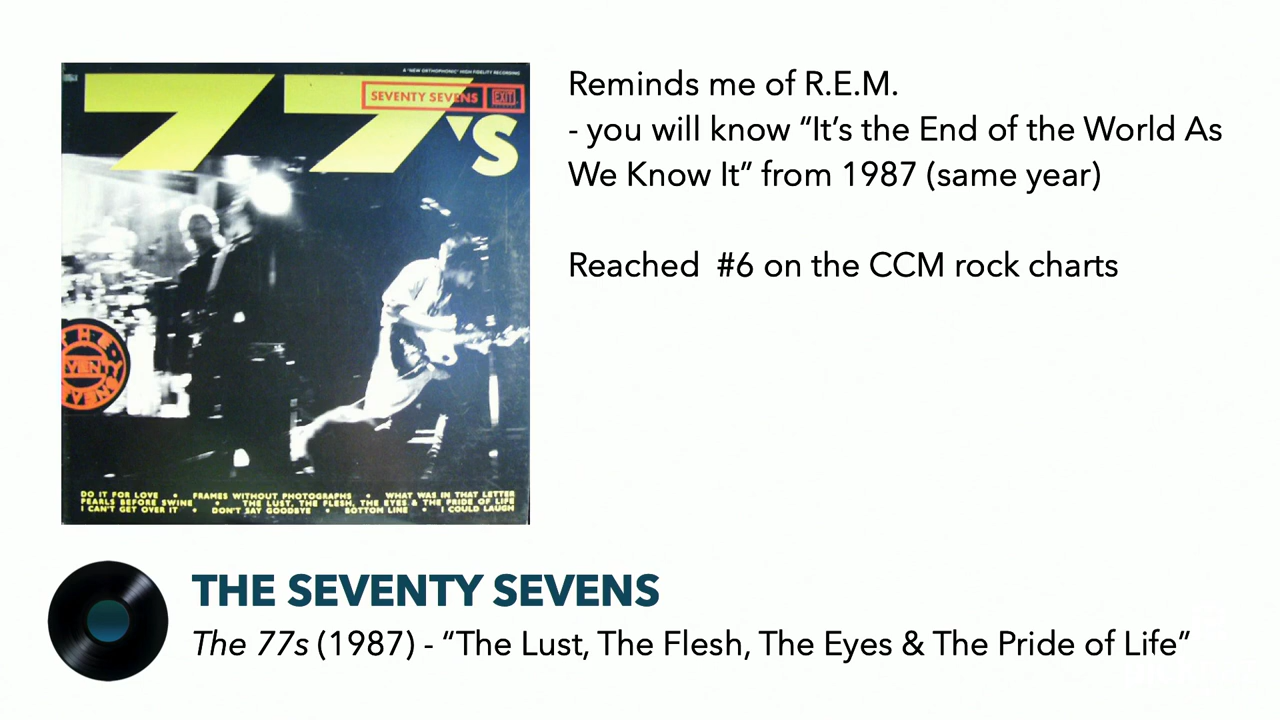 A "NEW ORTHOPHONIC" HIGH FIDELITY RECORDING
77's
SEVENTY SEVENS EXIT
DO IT FOR LOVE • FRAMES WITHOUT PHOTOGRAPHS • WHAT WAS IN THAT LETTER
PEARLS BEFORE SWINE • THE LUST, THE FLESH, THE EYES & THE PRIDE OF LIFE
I CAN'T GET OVER IT • DON'T SAY GOODBYE • BOTTOM LINE • I COULD LAUGH
Reminds me of R.E.M.
- you will know “It’s the End of the World As
We Know It” from 1987 (same year)
Reached  #6 on the CCM rock charts
THE SEVENTY SEVENS
The 77s (1987) - “The Lust, The Flesh, The Eyes & The Pride of Life”